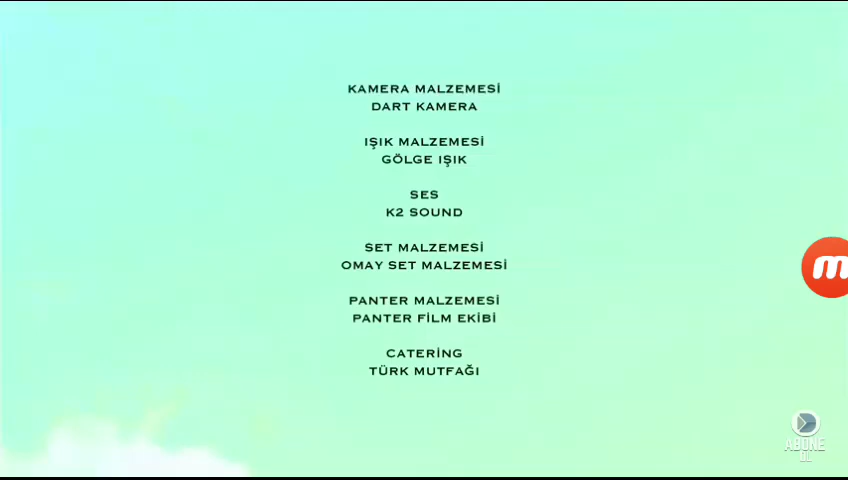 KAMERA MALZEMESİ
DART KAMERA
IŞIK MALZEMESİ
GÖLGE IŞIK
SES
K2 SOUND
SET MALZEMESİ
OMAY SET MALZEMESİ
PANTER MALZEMESİ
PANTER FİLM EKİBİ
CATERİNG
TÜRK MUTFAĞI
m
ABONE
OL